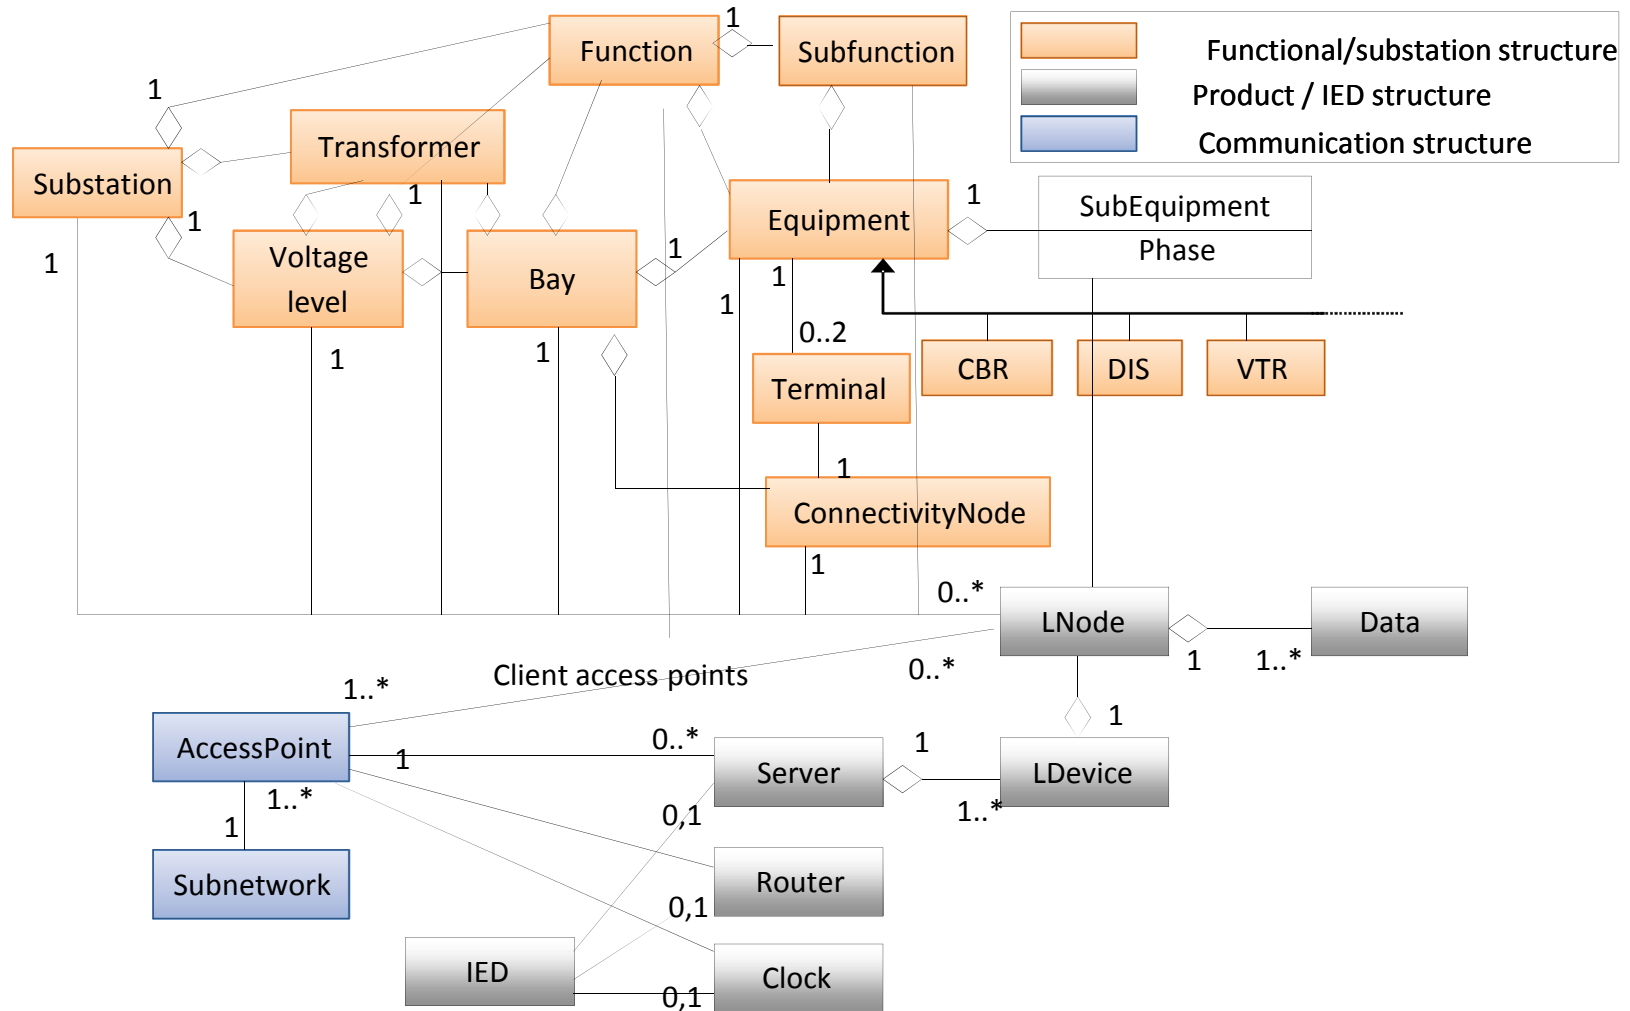 1
Function
Subfunction
Functional/substation structure
Product / IED structure
Communication structure
1
Transformer
Substation
1
1
1
Voltage
level
Bay
1
Equipment
1
SubEquipment
Phase
1
1
1
1
1
0..2
CBR
DIS
VTR
Terminal
1
ConnectivityNode
1
0..*
LNode
1
1..*
Data
Client access points
0..*
1..*
AccessPoint
1
0..*
Server
1
1..*
LDevice
1
1..*
1
Subnetwork
0,1
Router
0,1
IED
0,1
Clock